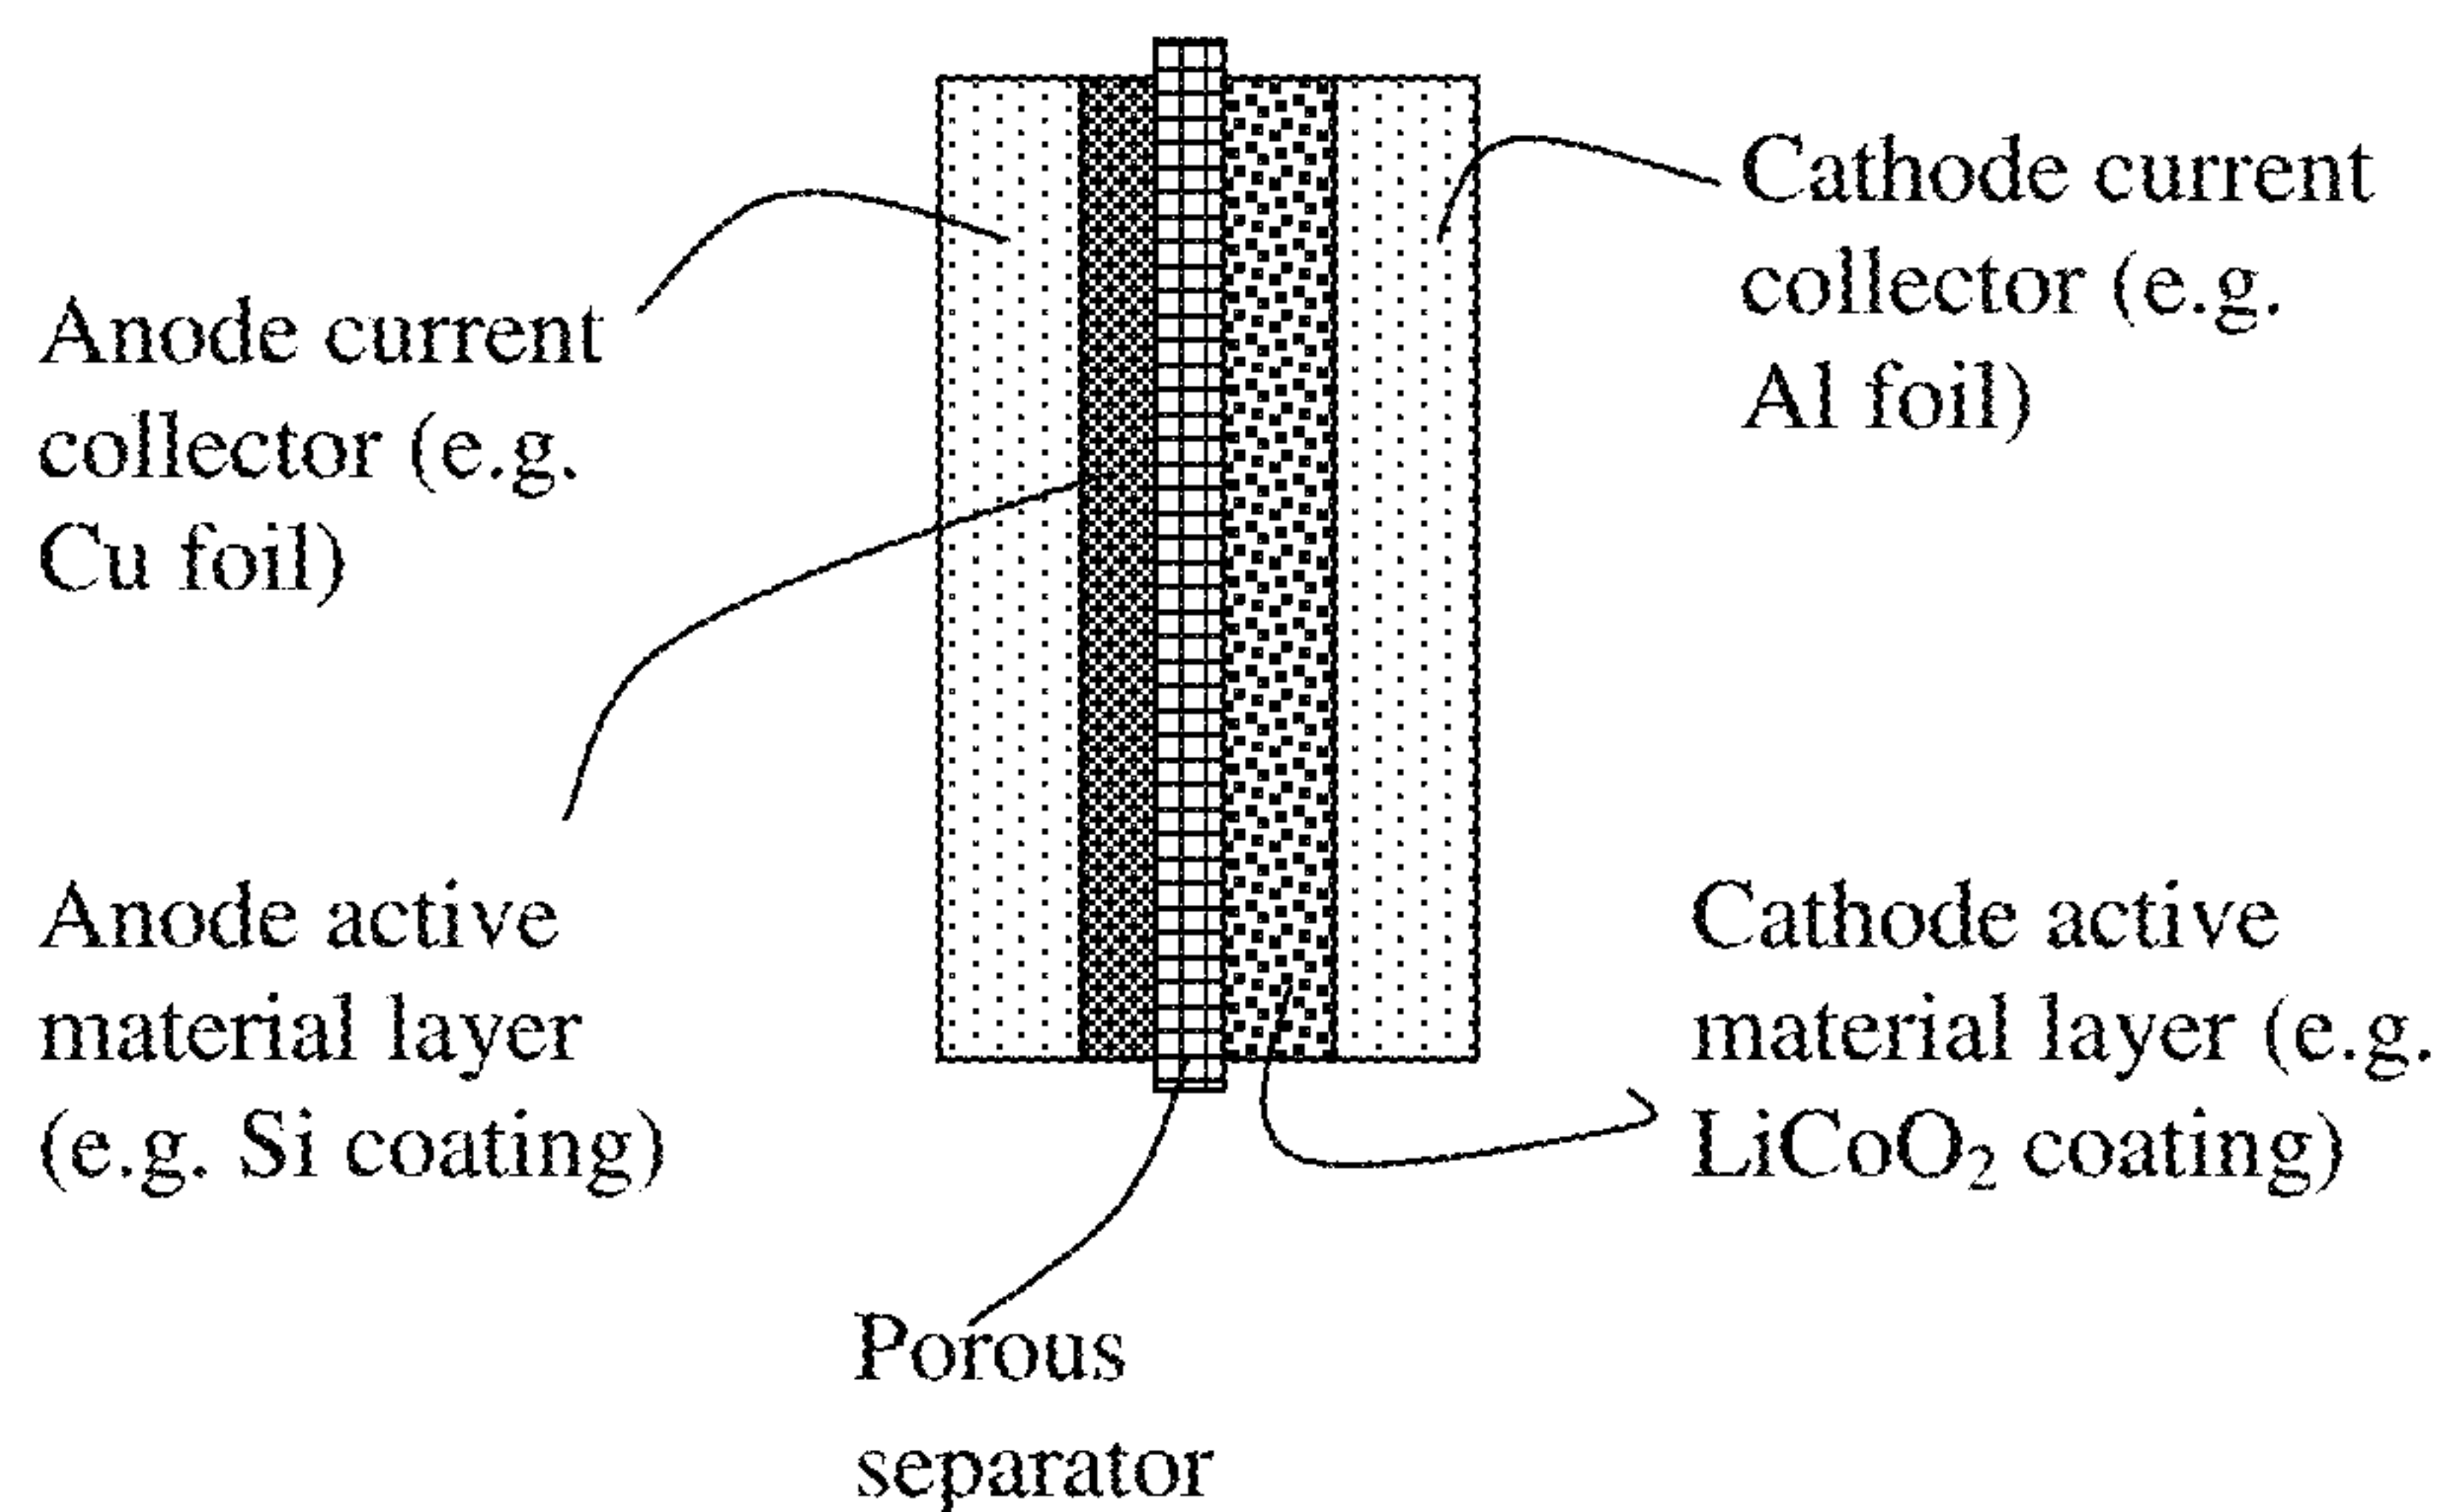 Anode current
collector (e.g.
Cu foil)
Cathode current
collector (e.g.
Al foil)
Anode active
material layer
(e.g. Si coating)
Cathode active
material layer (e.g.
LiCoO₂ coating)
Porous
separator